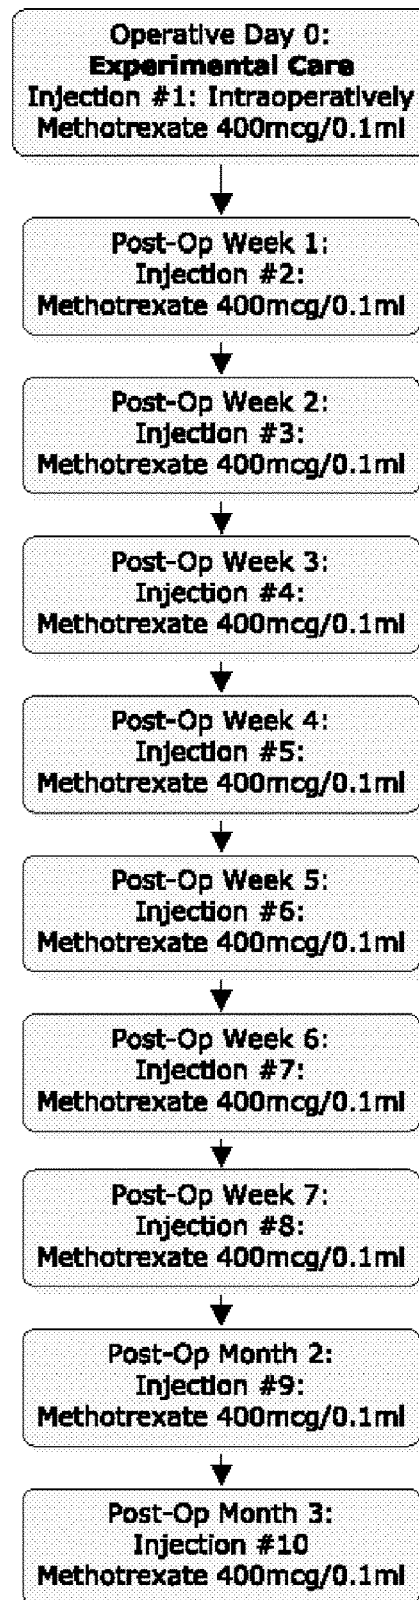 Operative Day 0:
Experimental Care
Injection #1: Intraoperatively
Methotrexate 400mcg/0.1ml
Post-Op Week 1:
Injection #2:
Methotrexate 400mcg/0.1ml
Post-Op Week 2:
Injection #3:
Methotrexate 400mcg/0.1ml
Post-Op Week 3:
Injection #4:
Methotrexate 400mcg/0.1ml
Post-Op Week 4:
Injection #5:
Methotrexate 400mcg/0.1ml
Post-Op Week 5:
Injection #6:
Methotrexate 400mcg/0.1ml
Post-Op Week 6:
Injection #7:
Methotrexate 400mcg/0.1ml
Post-Op Week 7:
Injection #8:
Methotrexate 400mcg/0.1ml
Post-Op Month 2:
Injection #9:
Methotrexate 400mcg/0.1ml
Post-Op Month 3:
Injection #10
Methotrexate 400mcg/0.1ml